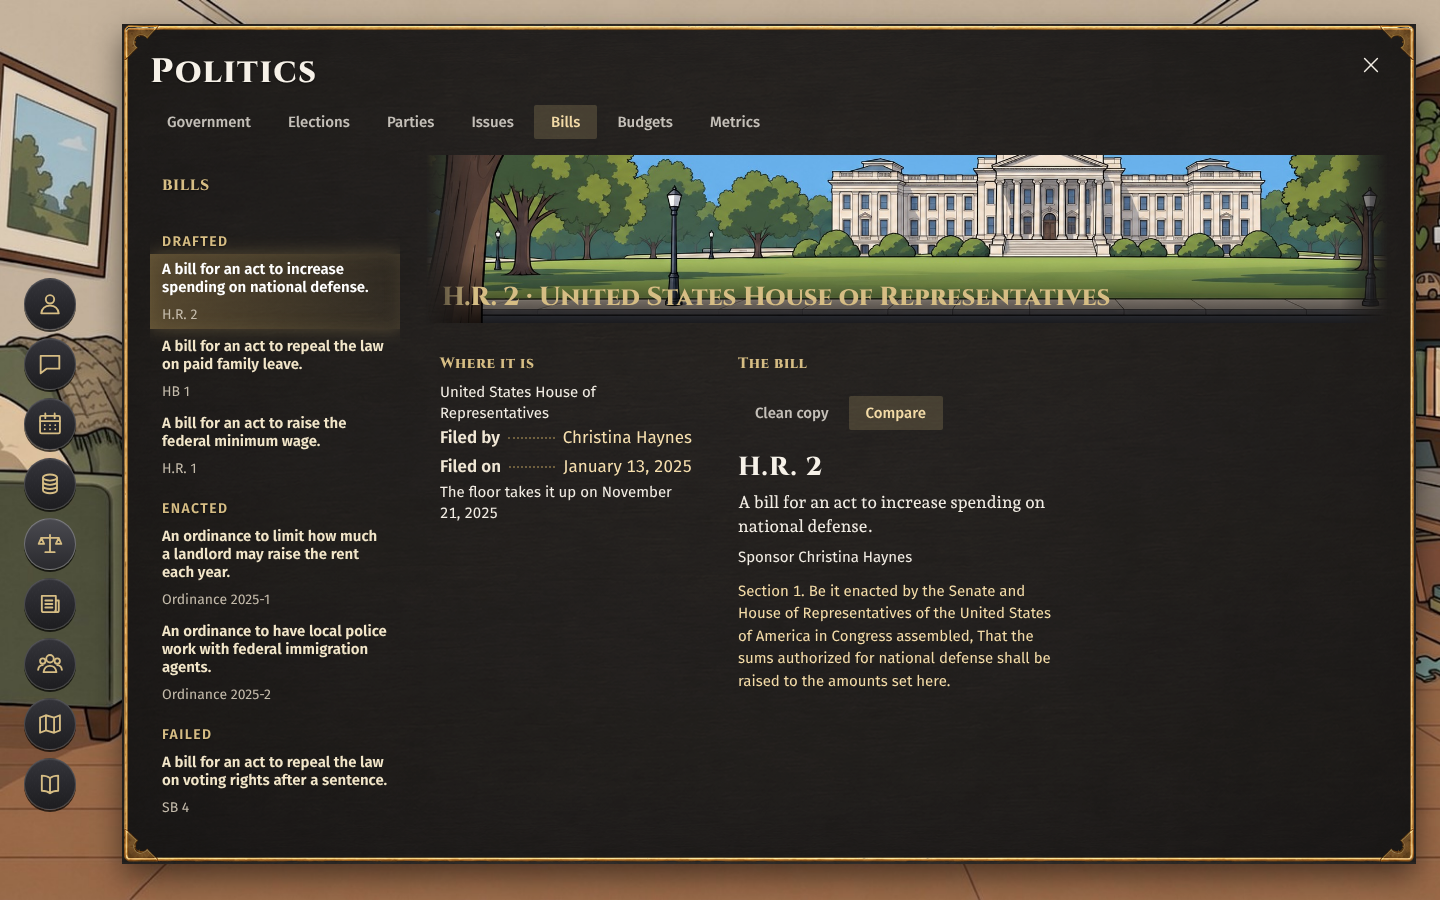 Politics
Government Elections Parties Issues Bills Budgets Metrics
BILLS
DRAFTED
A bill for an act to increase
spending on national defense.
H.R. 2
A bill for an act to repeal the law
on paid family leave.
HB 1
A bill for an act to raise the
federal minimum wage.
H.R. 1
ENACTED
An ordinance to limit how much
a landlord may raise the rent
each year.
Ordinance 2025-1
An ordinance to have local police
work with federal immigration
agents.
Ordinance 2025-2
FAILED
A bill for an act to repeal the law
on voting rights after a sentence.
SB 4
H.R. 2 · United States House of Representatives
Where it is
United States House of
Representatives
Filed by Christina Haynes
Filed on January 13, 2025
The floor takes it up on November
21, 2025
The bill
Clean copy Compare
H.R. 2
A bill for an act to increase spending on
national defense.
Sponsor Christina Haynes
Section 1. Be it enacted by the Senate and
House of Representatives of the United States
of America in Congress assembled, That the
sums authorized for national defense shall be
raised to the amounts set here.